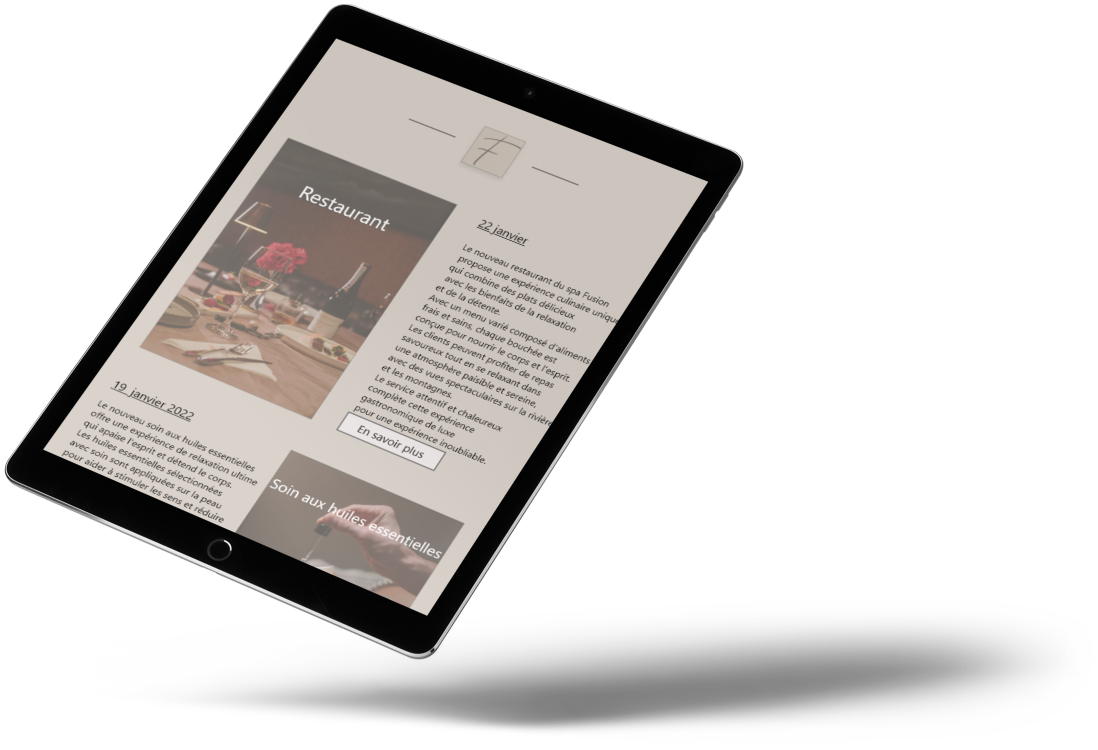 F
Restaurant
22 janvier
Le nouveau restaurant du spa Fusion
propose une expérience culinaire unique
qui combine des plats délicieux
avec les bienfaits de la relaxation
et de la détente.
Avec un menu varié composé d'aliments
frais et sains, chaque bouchée est
conçue pour nourrir le corps et l'esprit.
Les clients peuvent profiter de repas
savoureux tout en se relaxant dans
une atmosphère paisible et sereine,
avec des vues spectaculaires sur la rivière
et les montagnes.
Le service attentif et chaleureux
complète cette expérience
gastronomique de luxe
pour une expérience inoubliable.
En savoir plus
19 janvier 2022
Le nouveau soin aux huiles essentielles
offre une expérience de relaxation ultime
qui apaise l'esprit et détend le corps.
Les huiles essentielles sélectionnées
avec soin sont appliquées sur la peau
pour aider à stimuler les sens et réduire
Soin aux huiles essentielles